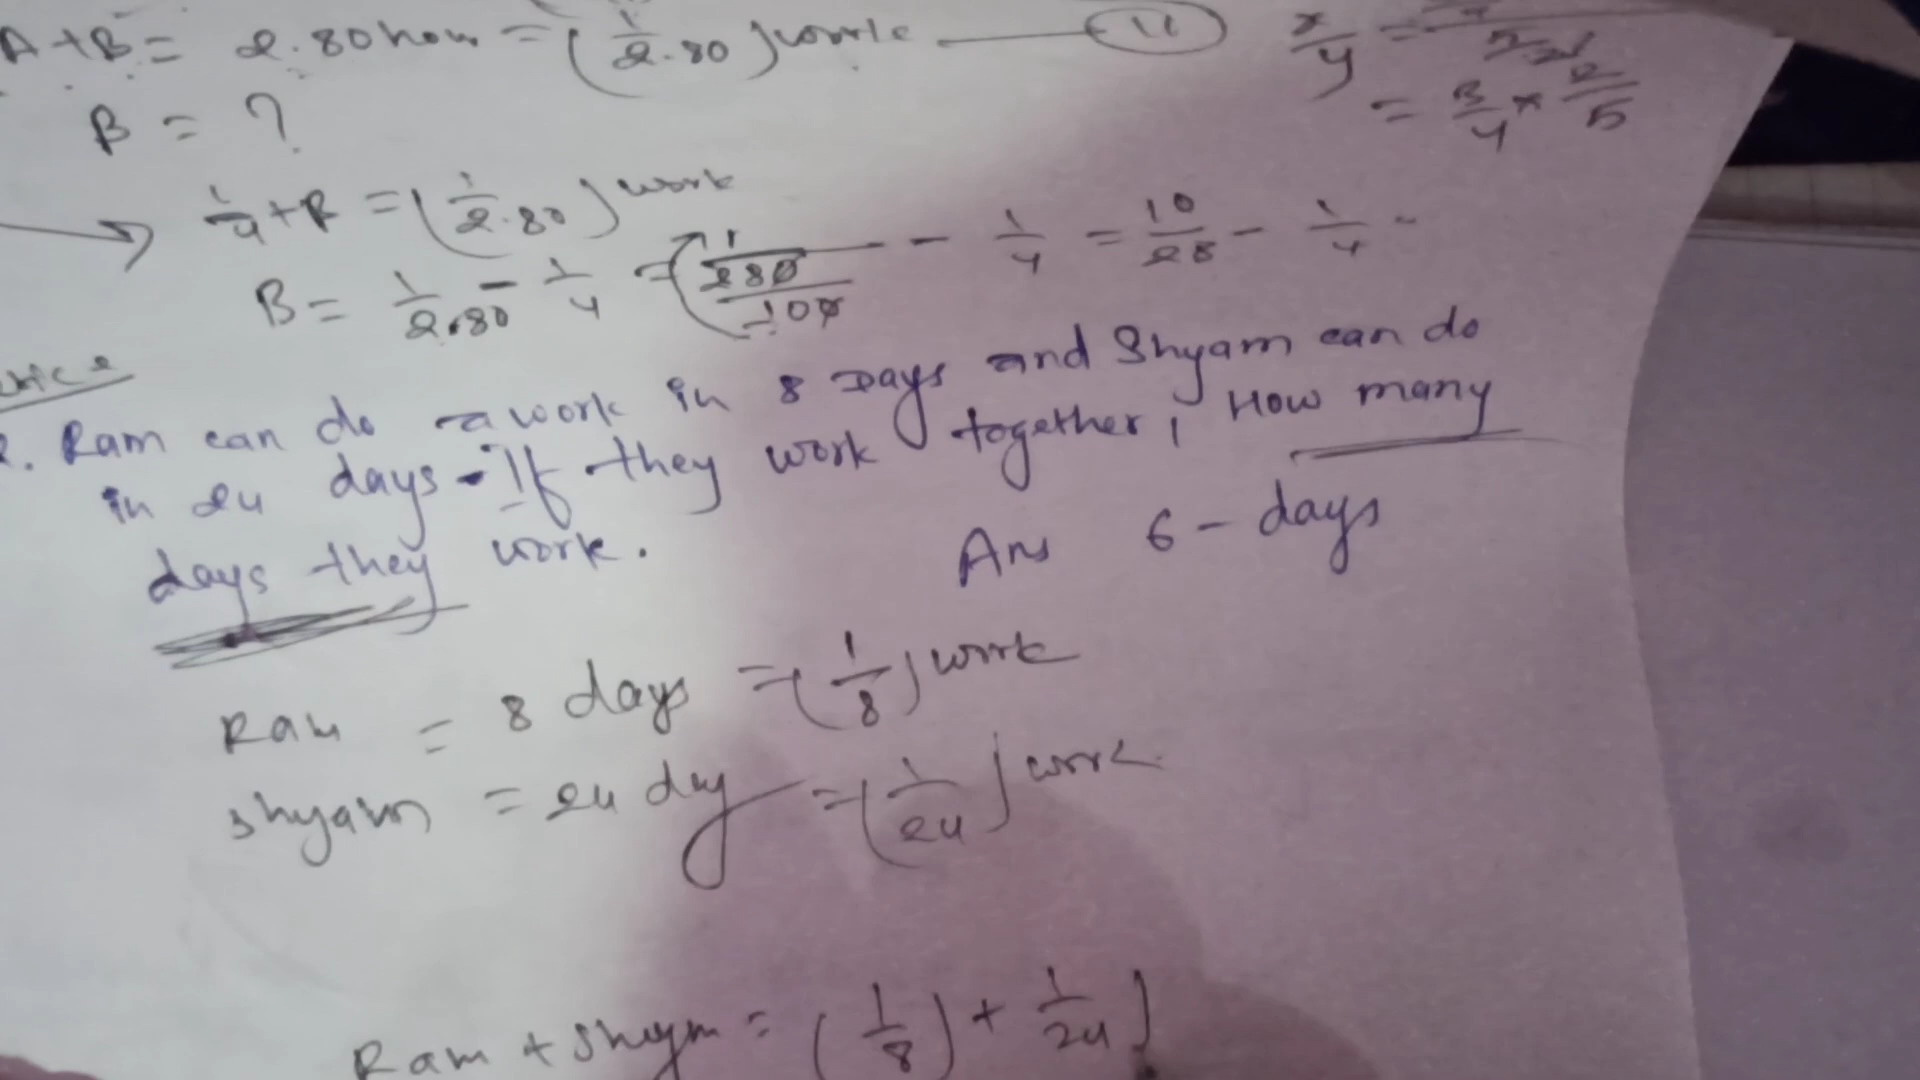 A+B = 2.80 hour = (1/2.80) work — 11
x/y =
= 3/4 * 2/5
B = ?
1/4 + B = (1/2.80) work
B = 1/2.80 - 1/4 = (1/280/100 - 1/4 = 10/28 - 1/4 -
2. Ram can do a work in 8 Days and Shyam can do
in 24 days. If they work together, How many
days they work.
Ans 6 - days
Ram = 8 days = (1/8) work
Shyam = 24 day = (1/24) work.
Ram + Shym = (1/8) + 1/24)